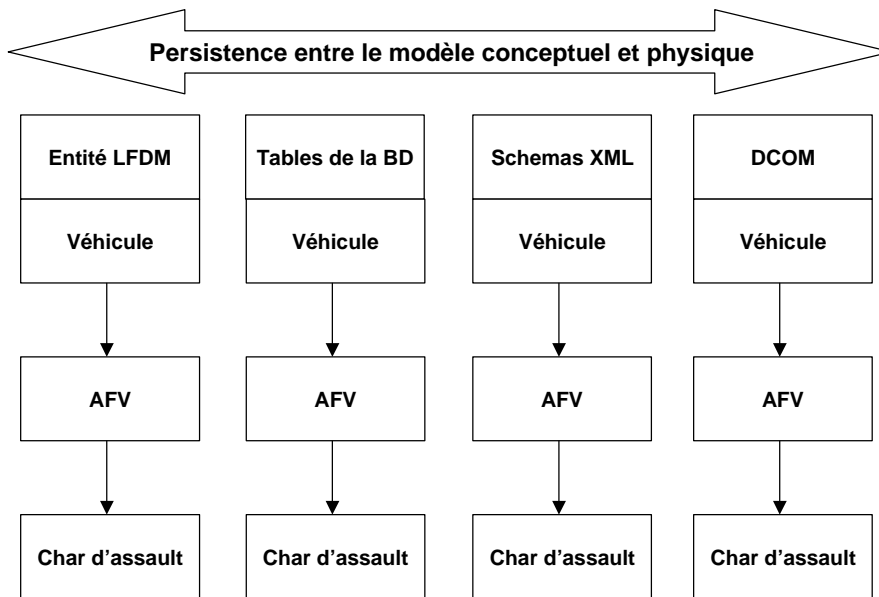 Persistence entre le modèle conceptuel et physique
Entité LFDM
Tables de la BD
Schemas XML
DCOM
Véhicule
Véhicule
Véhicule
Véhicule
AFV
AFV
AFV
AFV
Char d'assault
Char d'assault
Char d'assault
Char d'assault